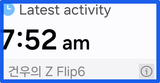 Latest activity
7:52 am
건우의 Z Flip6